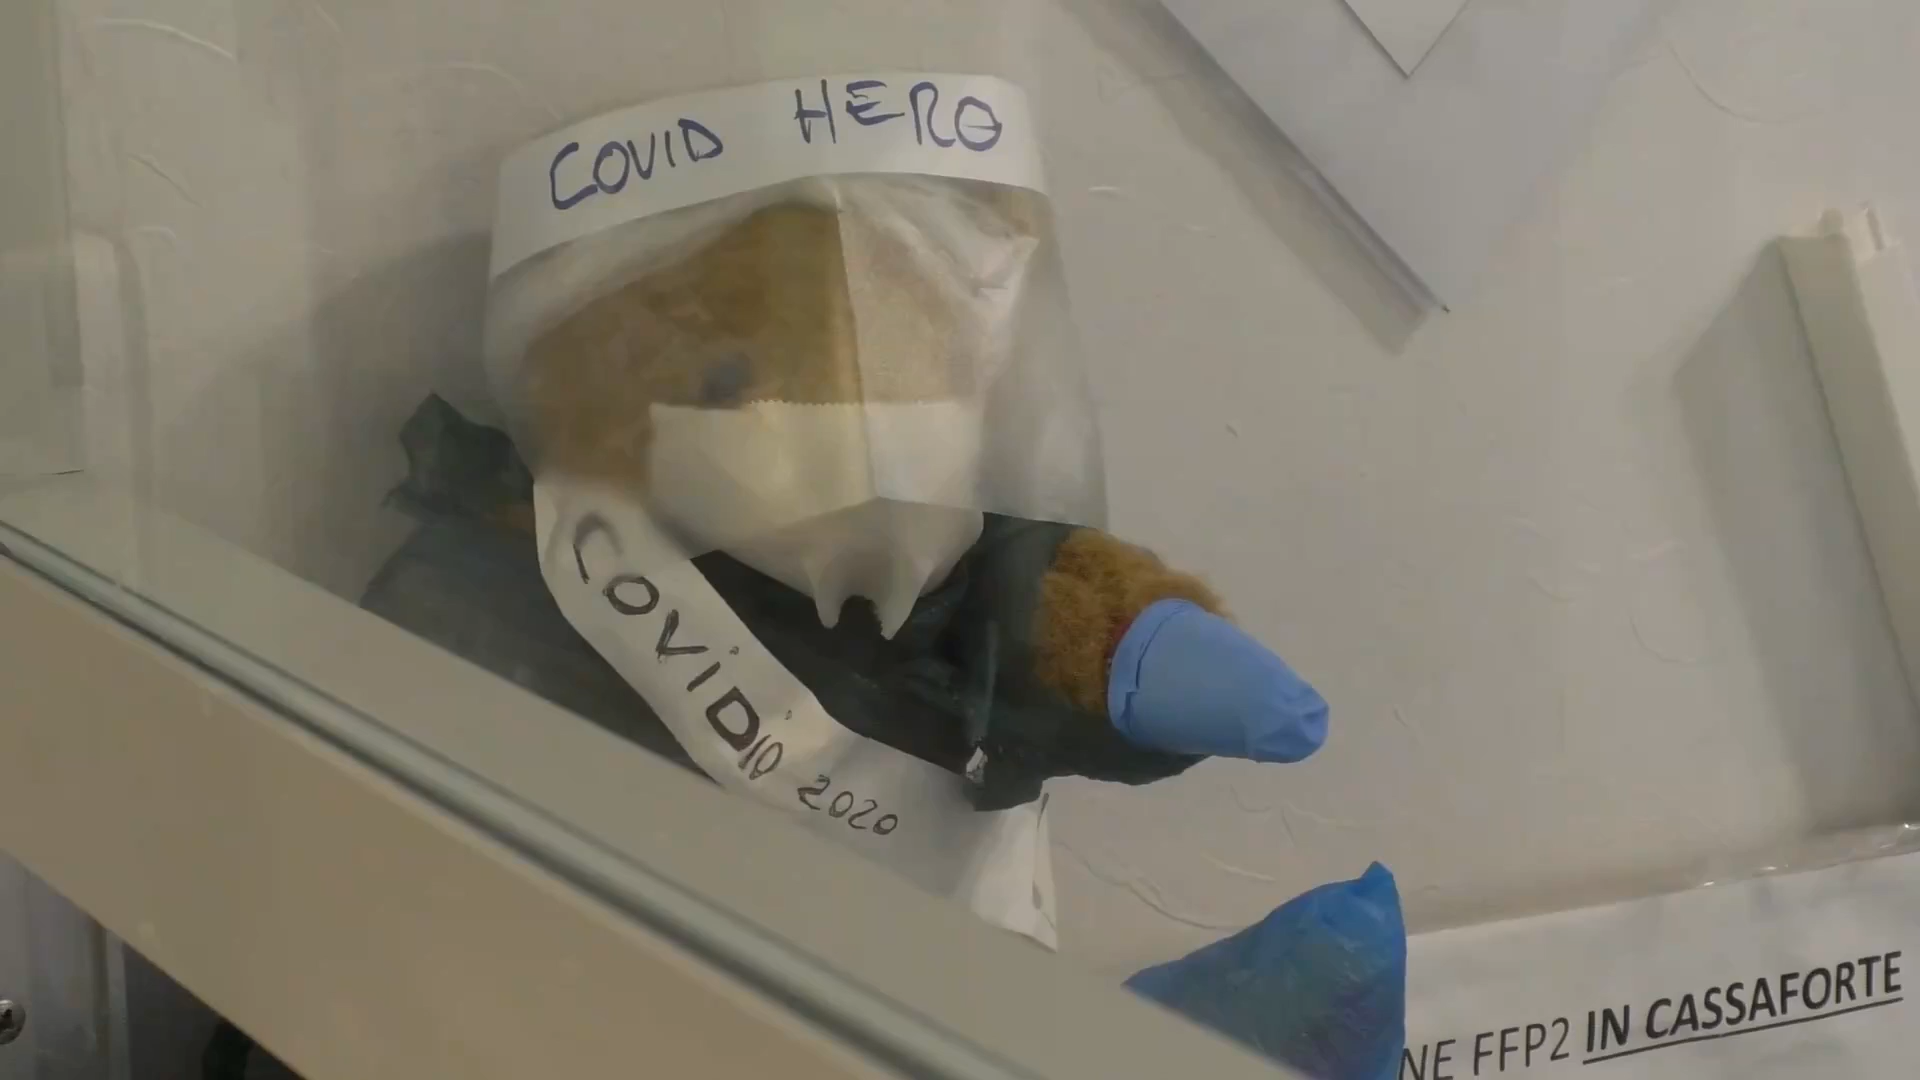 COVID HERO
COVID
2020
NE FFP2 IN CASSAFORTE